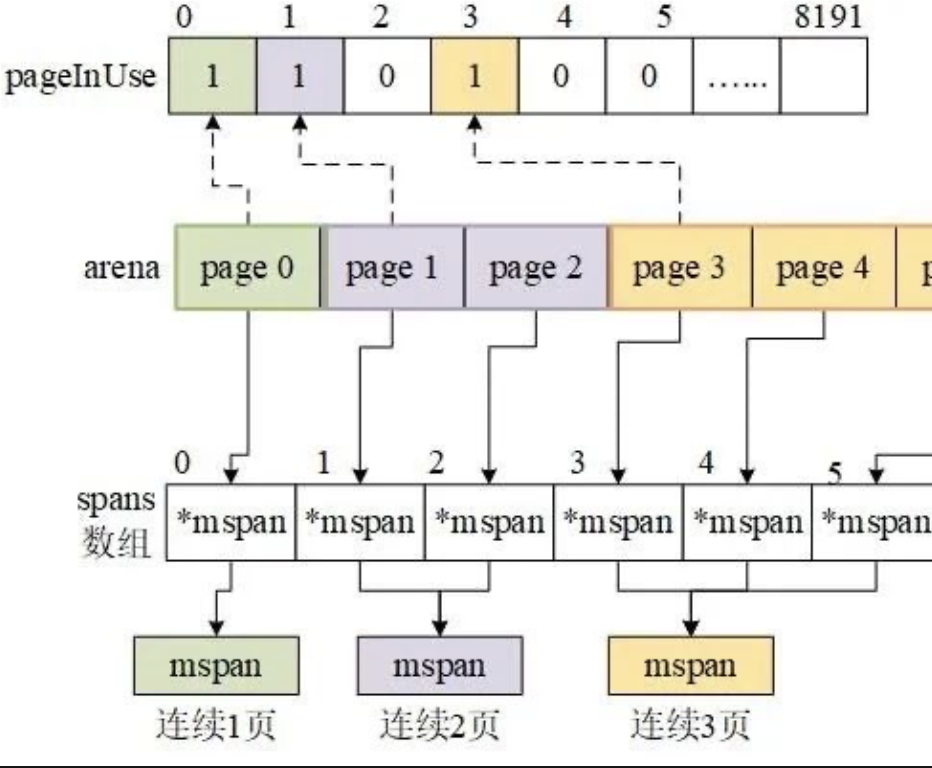 0 1 2 3 4 5 8191
pageInUse 1 1 0 1 0 0 …...
arena page 0 page 1 page 2 page 3 page 4 p
0 1 2 3 4 5
spans
数组
*mspan *mspan *mspan *mspan *mspan *mspan
mspan mspan mspan
连续1页 连续2页 连续3页